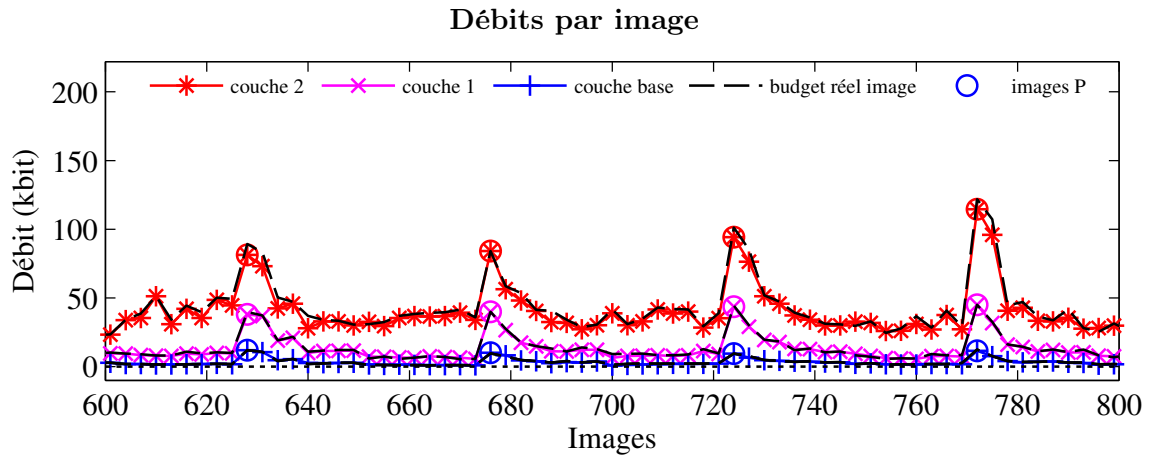 Débits par image
couche 2 couche 1 couche base budget réel image images P
200
150
100
50
0
Débit (kbit)
600 620 640 660 680 700 720 740 760 780 800
Images